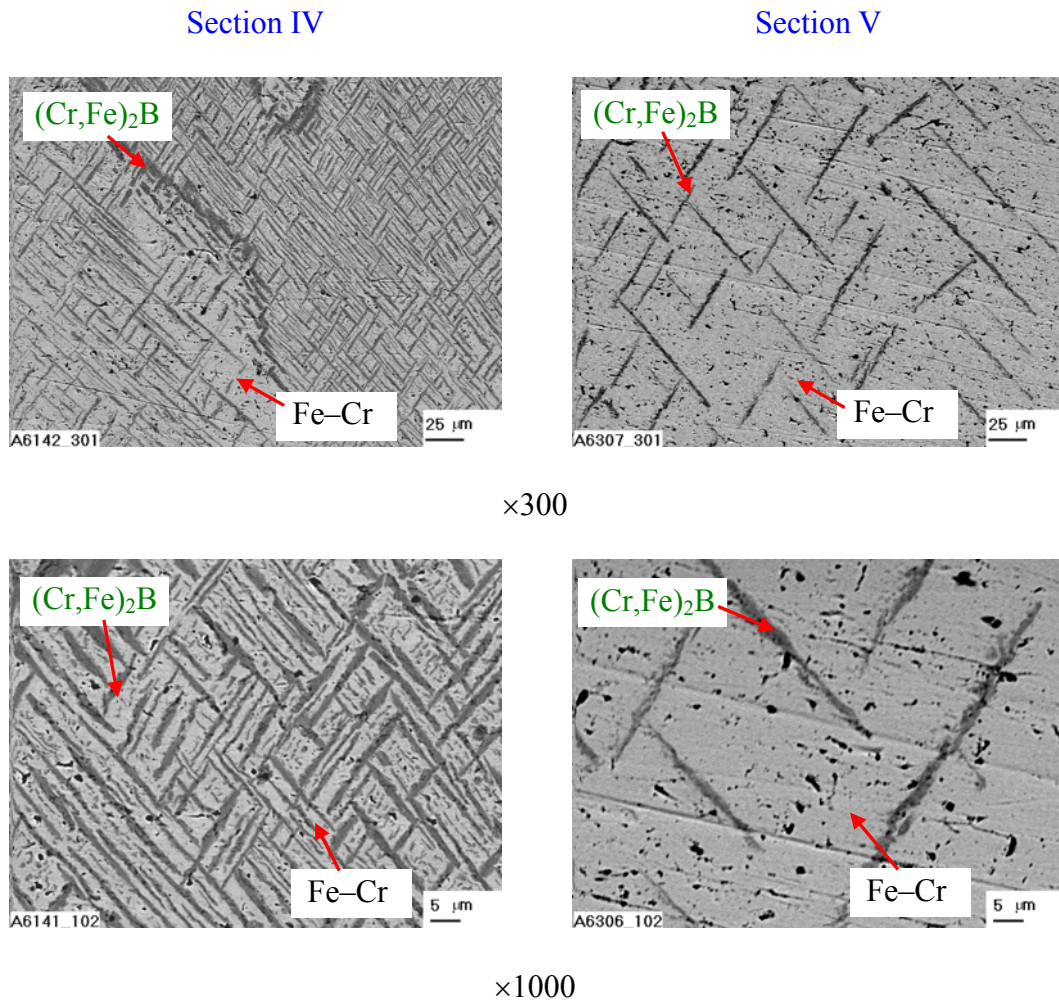 Section IV
Section V
(Cr,Fe)₂B
Fe–Cr
25 µm
A6142_301
(Cr,Fe)₂B
Fe–Cr
25 µm
A6307_301
×300
(Cr,Fe)₂B
Fe–Cr
5 µm
A6141_102
(Cr,Fe)₂B
Fe–Cr
5 µm
A6306_102
×1000